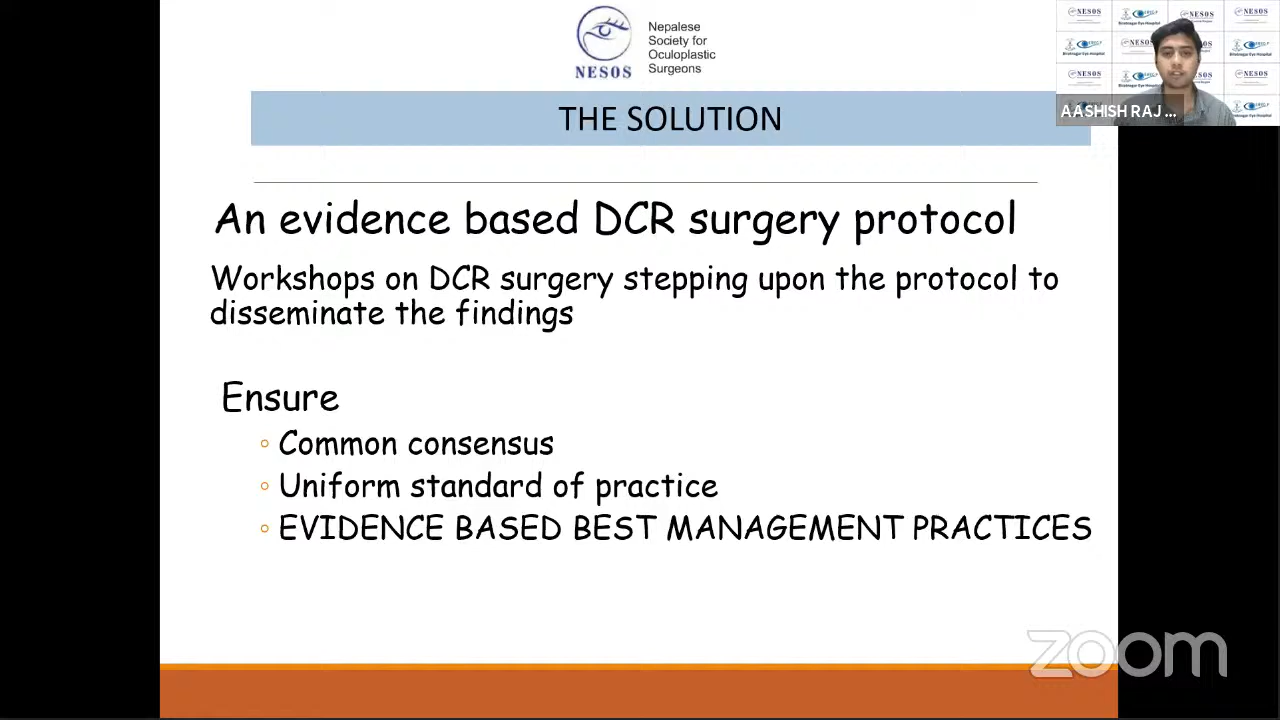 NESOS
Nepalese
Society for
Oculoplastic
Surgeons
THE SOLUTION
AASHISH RAJ ...
An evidence based DCR surgery protocol
Workshops on DCR surgery stepping upon the protocol to
disseminate the findings
Ensure
◦ Common consensus
◦ Uniform standard of practice
◦ EVIDENCE BASED BEST MANAGEMENT PRACTICES
zoom